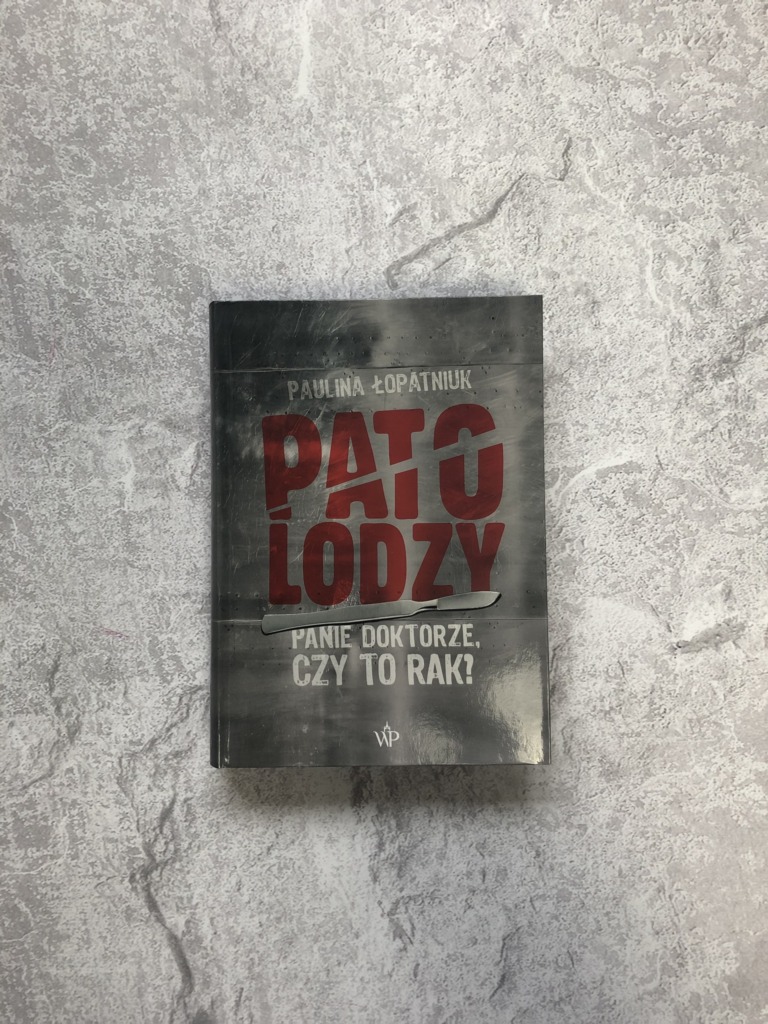 PAULINA ŁOPATNIUK
PATO
LODZY
PANIE DOKTORZE,
CZY TO RAK?
WP